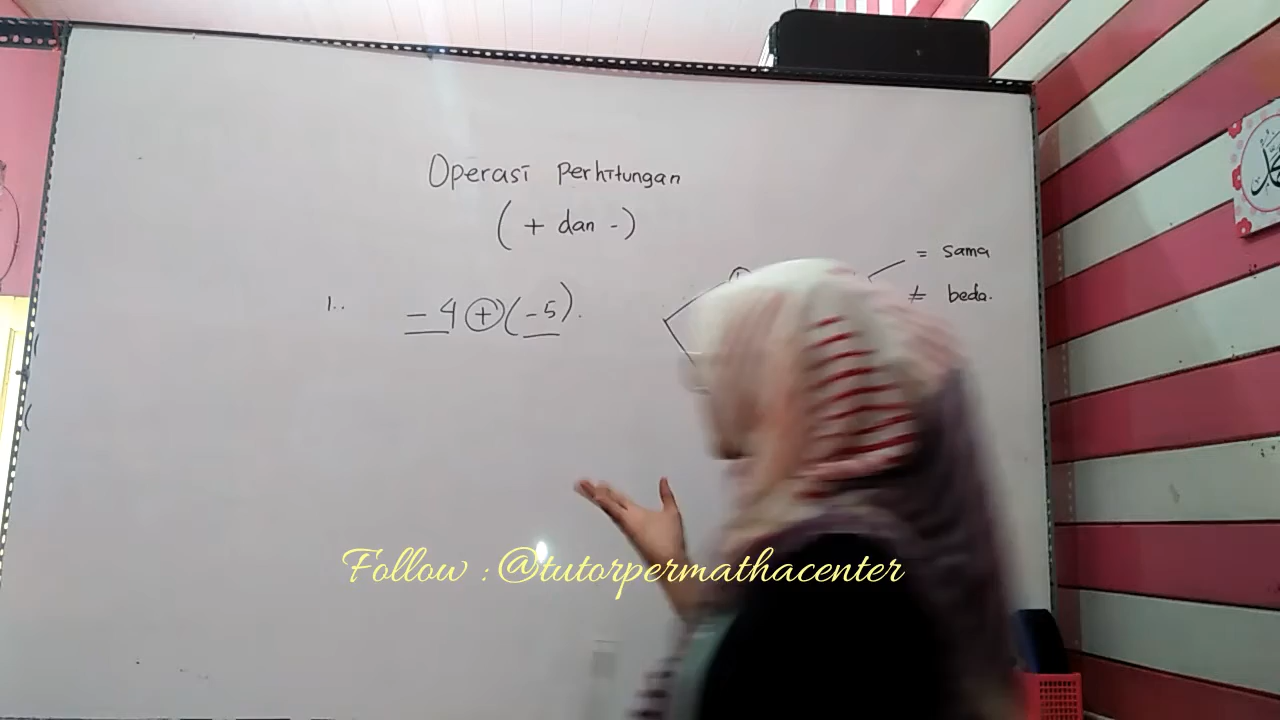 Operasi Perhitungan
( + dan - )
= sama
≠ beda.
1.. -4 + (-5).
Follow : @tutorpermathacenter